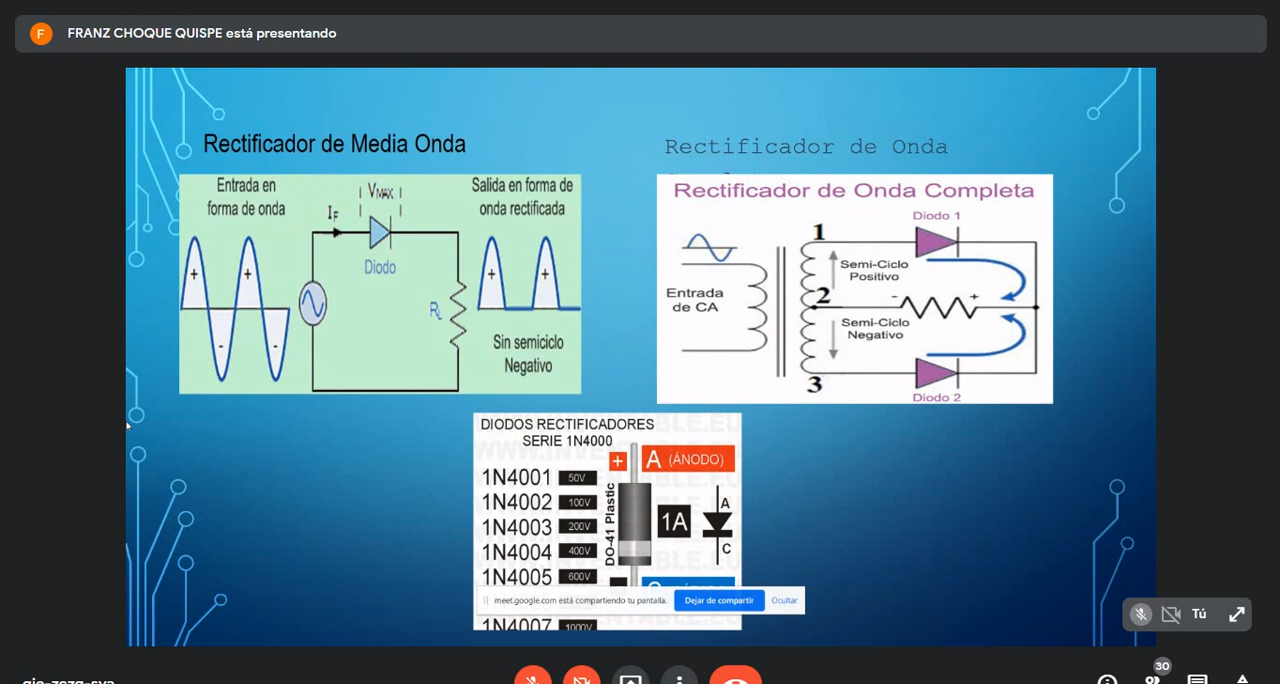 F FRANZ CHOQUE QUISPE está presentando
Rectificador de Media Onda
Entrada en
forma de onda
VMAX
IF
Salida en forma de
onda rectificada
+ + + +
Diodo
RL
- -
Sin semiciclo
Negativo
Rectificador de Onda
Rectificador de Onda Completa
Diodo 1
1
Semi-Ciclo
Positivo
Entrada
de CA
2
- +
Semi-Ciclo
Negativo
3
Diodo 2
DIODOS RECTIFICADORES
SERIE 1N4000
+ A (ÁNODO)
1N4001 50V
1N4002 100V
1N4003 200V
1N4004 400V
1N4005 600V
1N4007 1000V
DO-41 Plastic
1A
A
C
meet.google.com está compartiendo tu pantalla.
Dejar de compartir
Ocultar
Tú
30